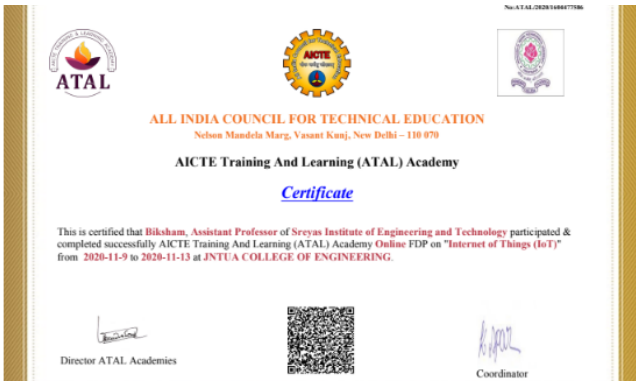 No:ATAL/2020/1600477586
ATAL
AICTE
ALL INDIA COUNCIL FOR TECHNICAL EDUCATION
Nelson Mandela Marg, Vasant Kunj, New Delhi – 110 070
AICTE Training And Learning (ATAL) Academy
Certificate
This is certified that Biksham, Assistant Professor of Sreyas Institute of Engineering and Technology participated &
completed successfully AICTE Training And Learning (ATAL) Academy Online FDP on "Internet of Things (IoT)"
from 2020-11-9 to 2020-11-13 at JNTUA COLLEGE OF ENGINEERING.
Director ATAL Academies
Coordinator